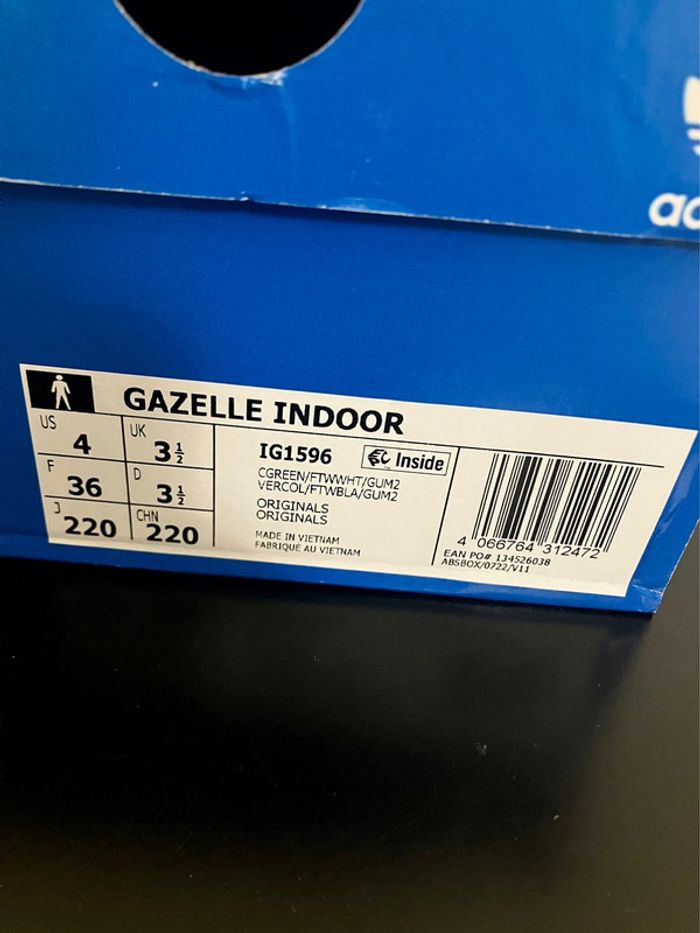 GAZELLE INDOOR
US 4 UK 3½
F 36 D 3½
J 220 CHN 220
IG1596 Inside
CGREEN/FTWWHT/GUM2
VERCOL/FTWBLA/GUM2
ORIGINALS
ORIGINALS
MADE IN VIETNAM
FABRIQUE AU VIETNAM
4 066764 312472
EAN PO# 134526038
ABSBOX/0722/V11